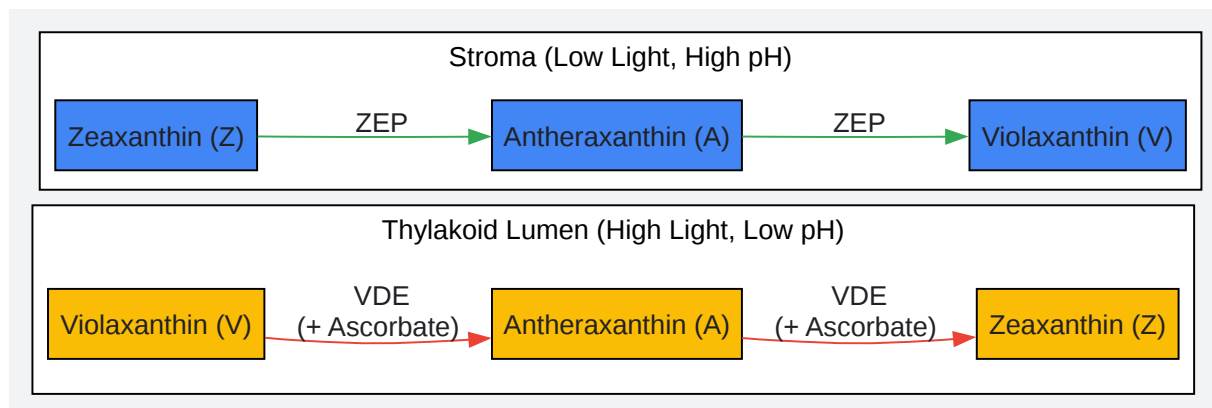 Stroma (Low Light, High pH)
Zeaxanthin (Z)
ZEP
Antheraxanthin (A)
ZEP
Violaxanthin (V)
Thylakoid Lumen (High Light, Low pH)
Violaxanthin (V)
VDE
(+ Ascorbate)
Antheraxanthin (A)
VDE
(+ Ascorbate)
Zeaxanthin (Z)